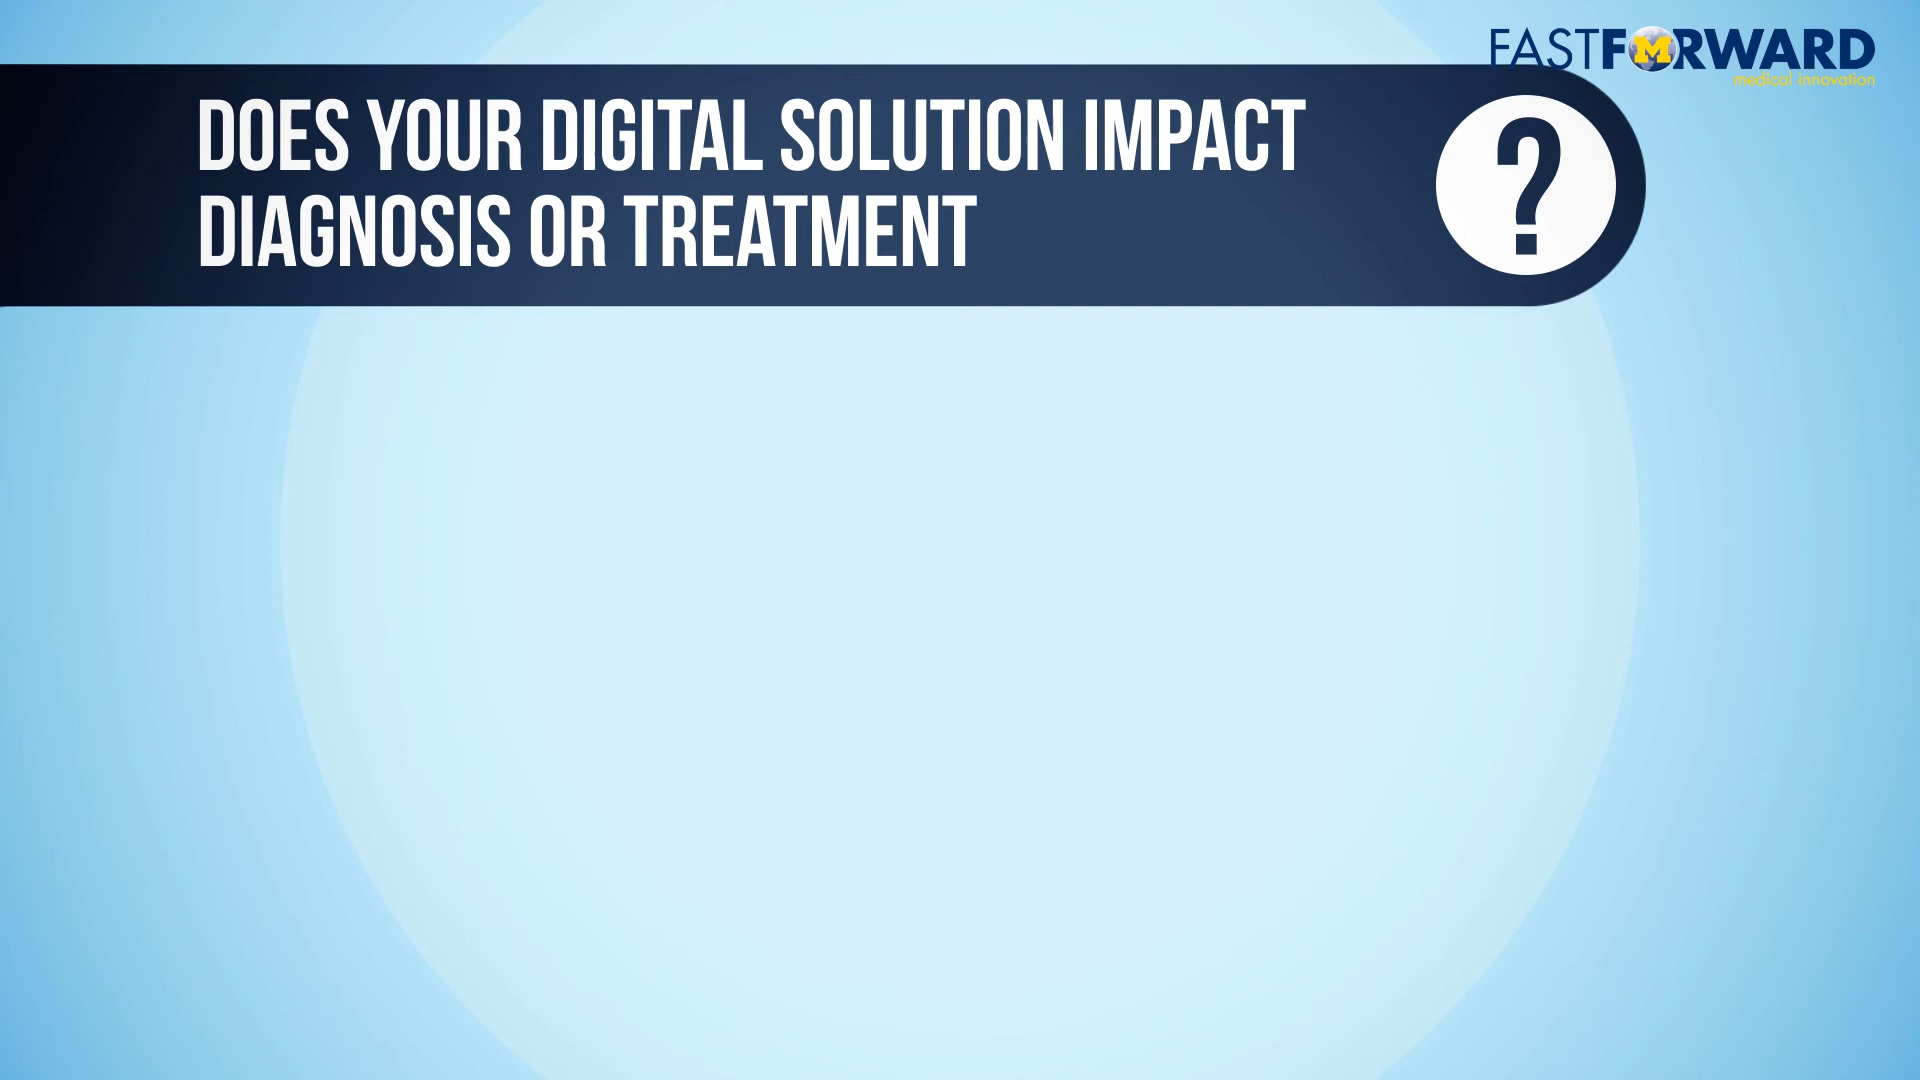 FASTFORWARD
medical innovation
DOES YOUR DIGITAL SOLUTION IMPACT
DIAGNOSIS OR TREATMENT
?